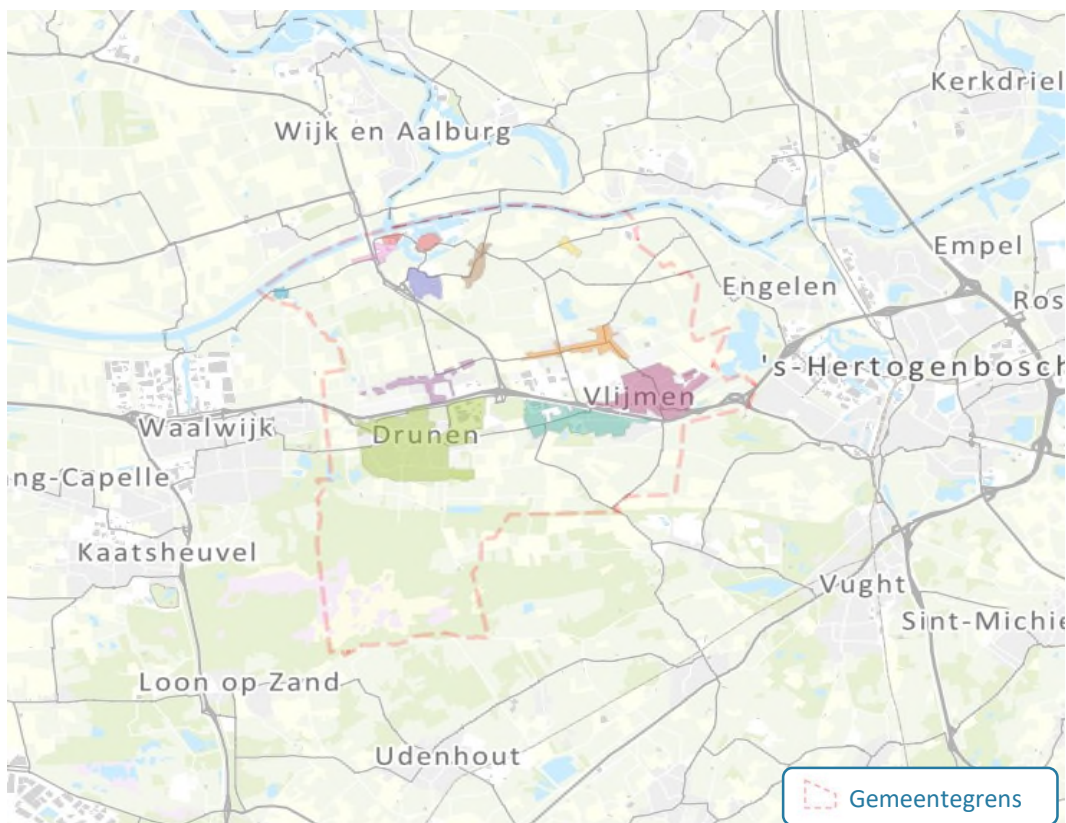 Kerkdriel
Wijk en Aalburg
Empel
Engelen
Ros
's-Hertogenbosch
Vlijmen
Waalwijk
Drunen
ang-Capelle
Kaatsheuvel
Vught
Sint-Michie
Loon op Zand
Udenhout
Gemeentegrens